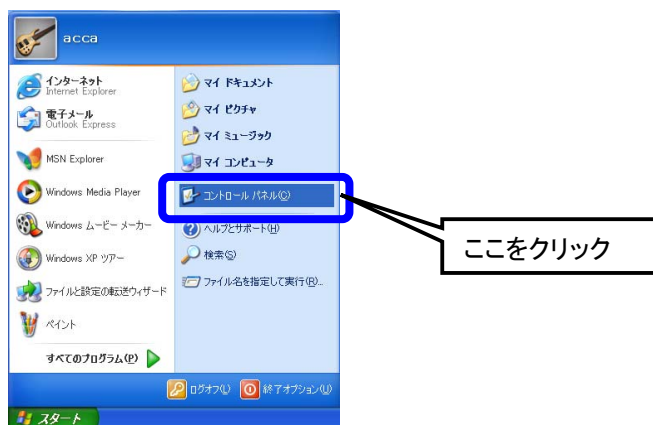 acca
インターネット
Internet Explorer
電子メール
Outlook Express
MSN Explorer
Windows Media Player
Windows ムービー メーカー
Windows XP ツアー
ファイルと設定の転送ウィザード
ペイント
すべてのプログラム(P)
マイ ドキュメント
マイ ピクチャ
マイ ミュージック
マイ コンピュータ
コントロール パネル(C)
ヘルプとサポート(H)
検索(S)
ファイル名を指定して実行(R)...
ここをクリック
ログオフ(L)
終了オプション(U)
スタート